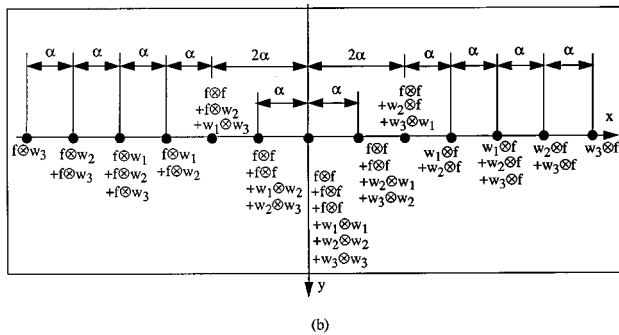 α α α α 2α 2α α α α α
f⊗f
+f⊗w₂
+w₁⊗w₃
α α
f⊗f
+w₂⊗f
+w₃⊗w₁
x
f⊗w₃
f⊗w₂
+f⊗w₃
f⊗w₁
+f⊗w₂
+f⊗w₃
f⊗w₁
+f⊗w₂
f⊗f
+f⊗f
+w₁⊗w₂
+w₂⊗w₃
f⊗f
+f⊗f
+f⊗f
+w₁⊗w₁
+w₂⊗w₂
+w₃⊗w₃
f⊗f
+f⊗f
+w₂⊗w₁
+w₃⊗w₂
w₁⊗f
+w₂⊗f
w₁⊗f
+w₂⊗f
+w₃⊗f
w₂⊗f
+w₃⊗f
w₃⊗f
y
(b)